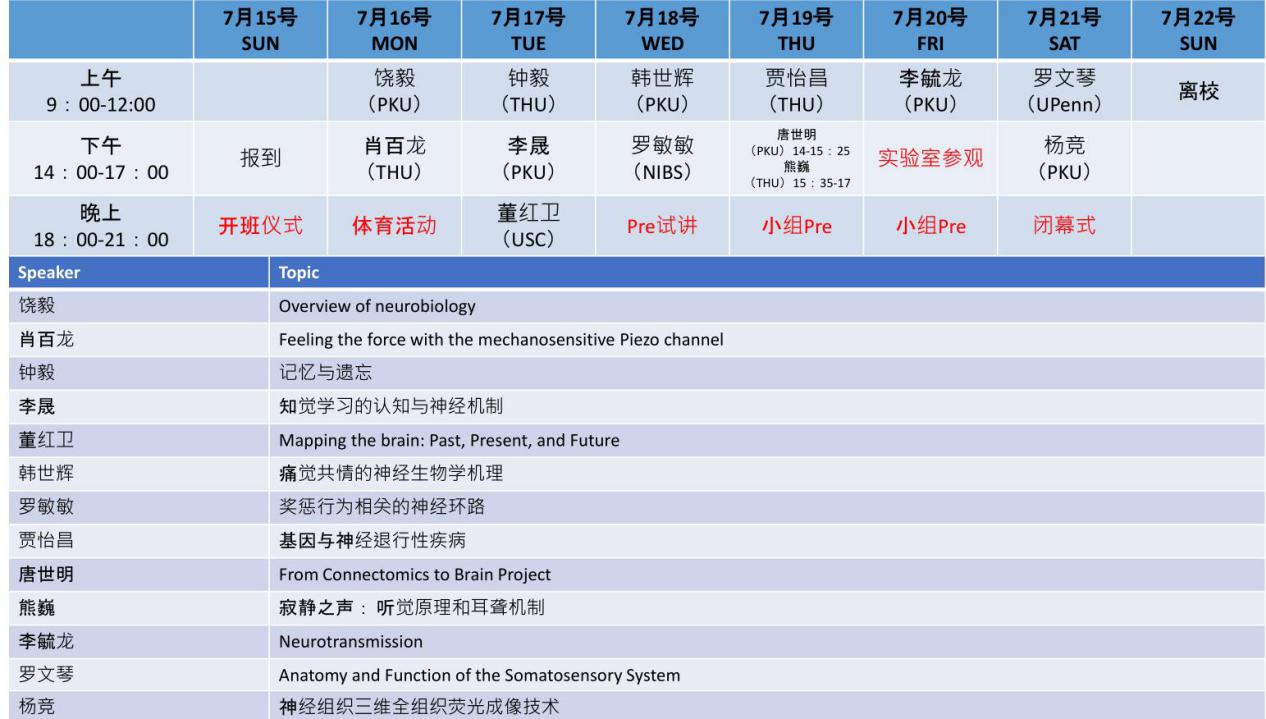 7月15号 7月16号 7月17号 7月18号 7月19号 7月20号 7月21号 7月22号
SUN MON TUE WED THU FRI SAT SUN
上午 饶毅 钟毅 韩世辉 贾怡昌 李毓龙 罗文琴 离校
9：00-12:00 （PKU） （THU） （PKU） （THU） （PKU） （UPenn）
下午 报到 肖百龙 李晟 罗敏敏 唐世明 实验室参观 杨竞
14：00-17：00 （THU） （PKU） （NIBS） （PKU）14-15：25 （PKU）
熊巍
（THU）15：35-17
晚上 开班仪式 体育活动 董红卫 Pre试讲 小组Pre 小组Pre 闭幕式
18：00-21：00 （USC）
Speaker Topic
饶毅 Overview of neurobiology
肖百龙 Feeling the force with the mechanosensitive Piezo channel
钟毅 记忆与遗忘
李晟 知觉学习的认知与神经机制
董红卫 Mapping the brain: Past, Present, and Future
韩世辉 痛觉共情的神经生物学机理
罗敏敏 奖惩行为相关的神经环路
贾怡昌 基因与神经退行性疾病
唐世明 From Connectomics to Brain Project
熊巍 寂静之声：听觉原理和耳聋机制
李毓龙 Neurotransmission
罗文琴 Anatomy and Function of the Somatosensory System
杨竞 神经组织三维全组织荧光成像技术